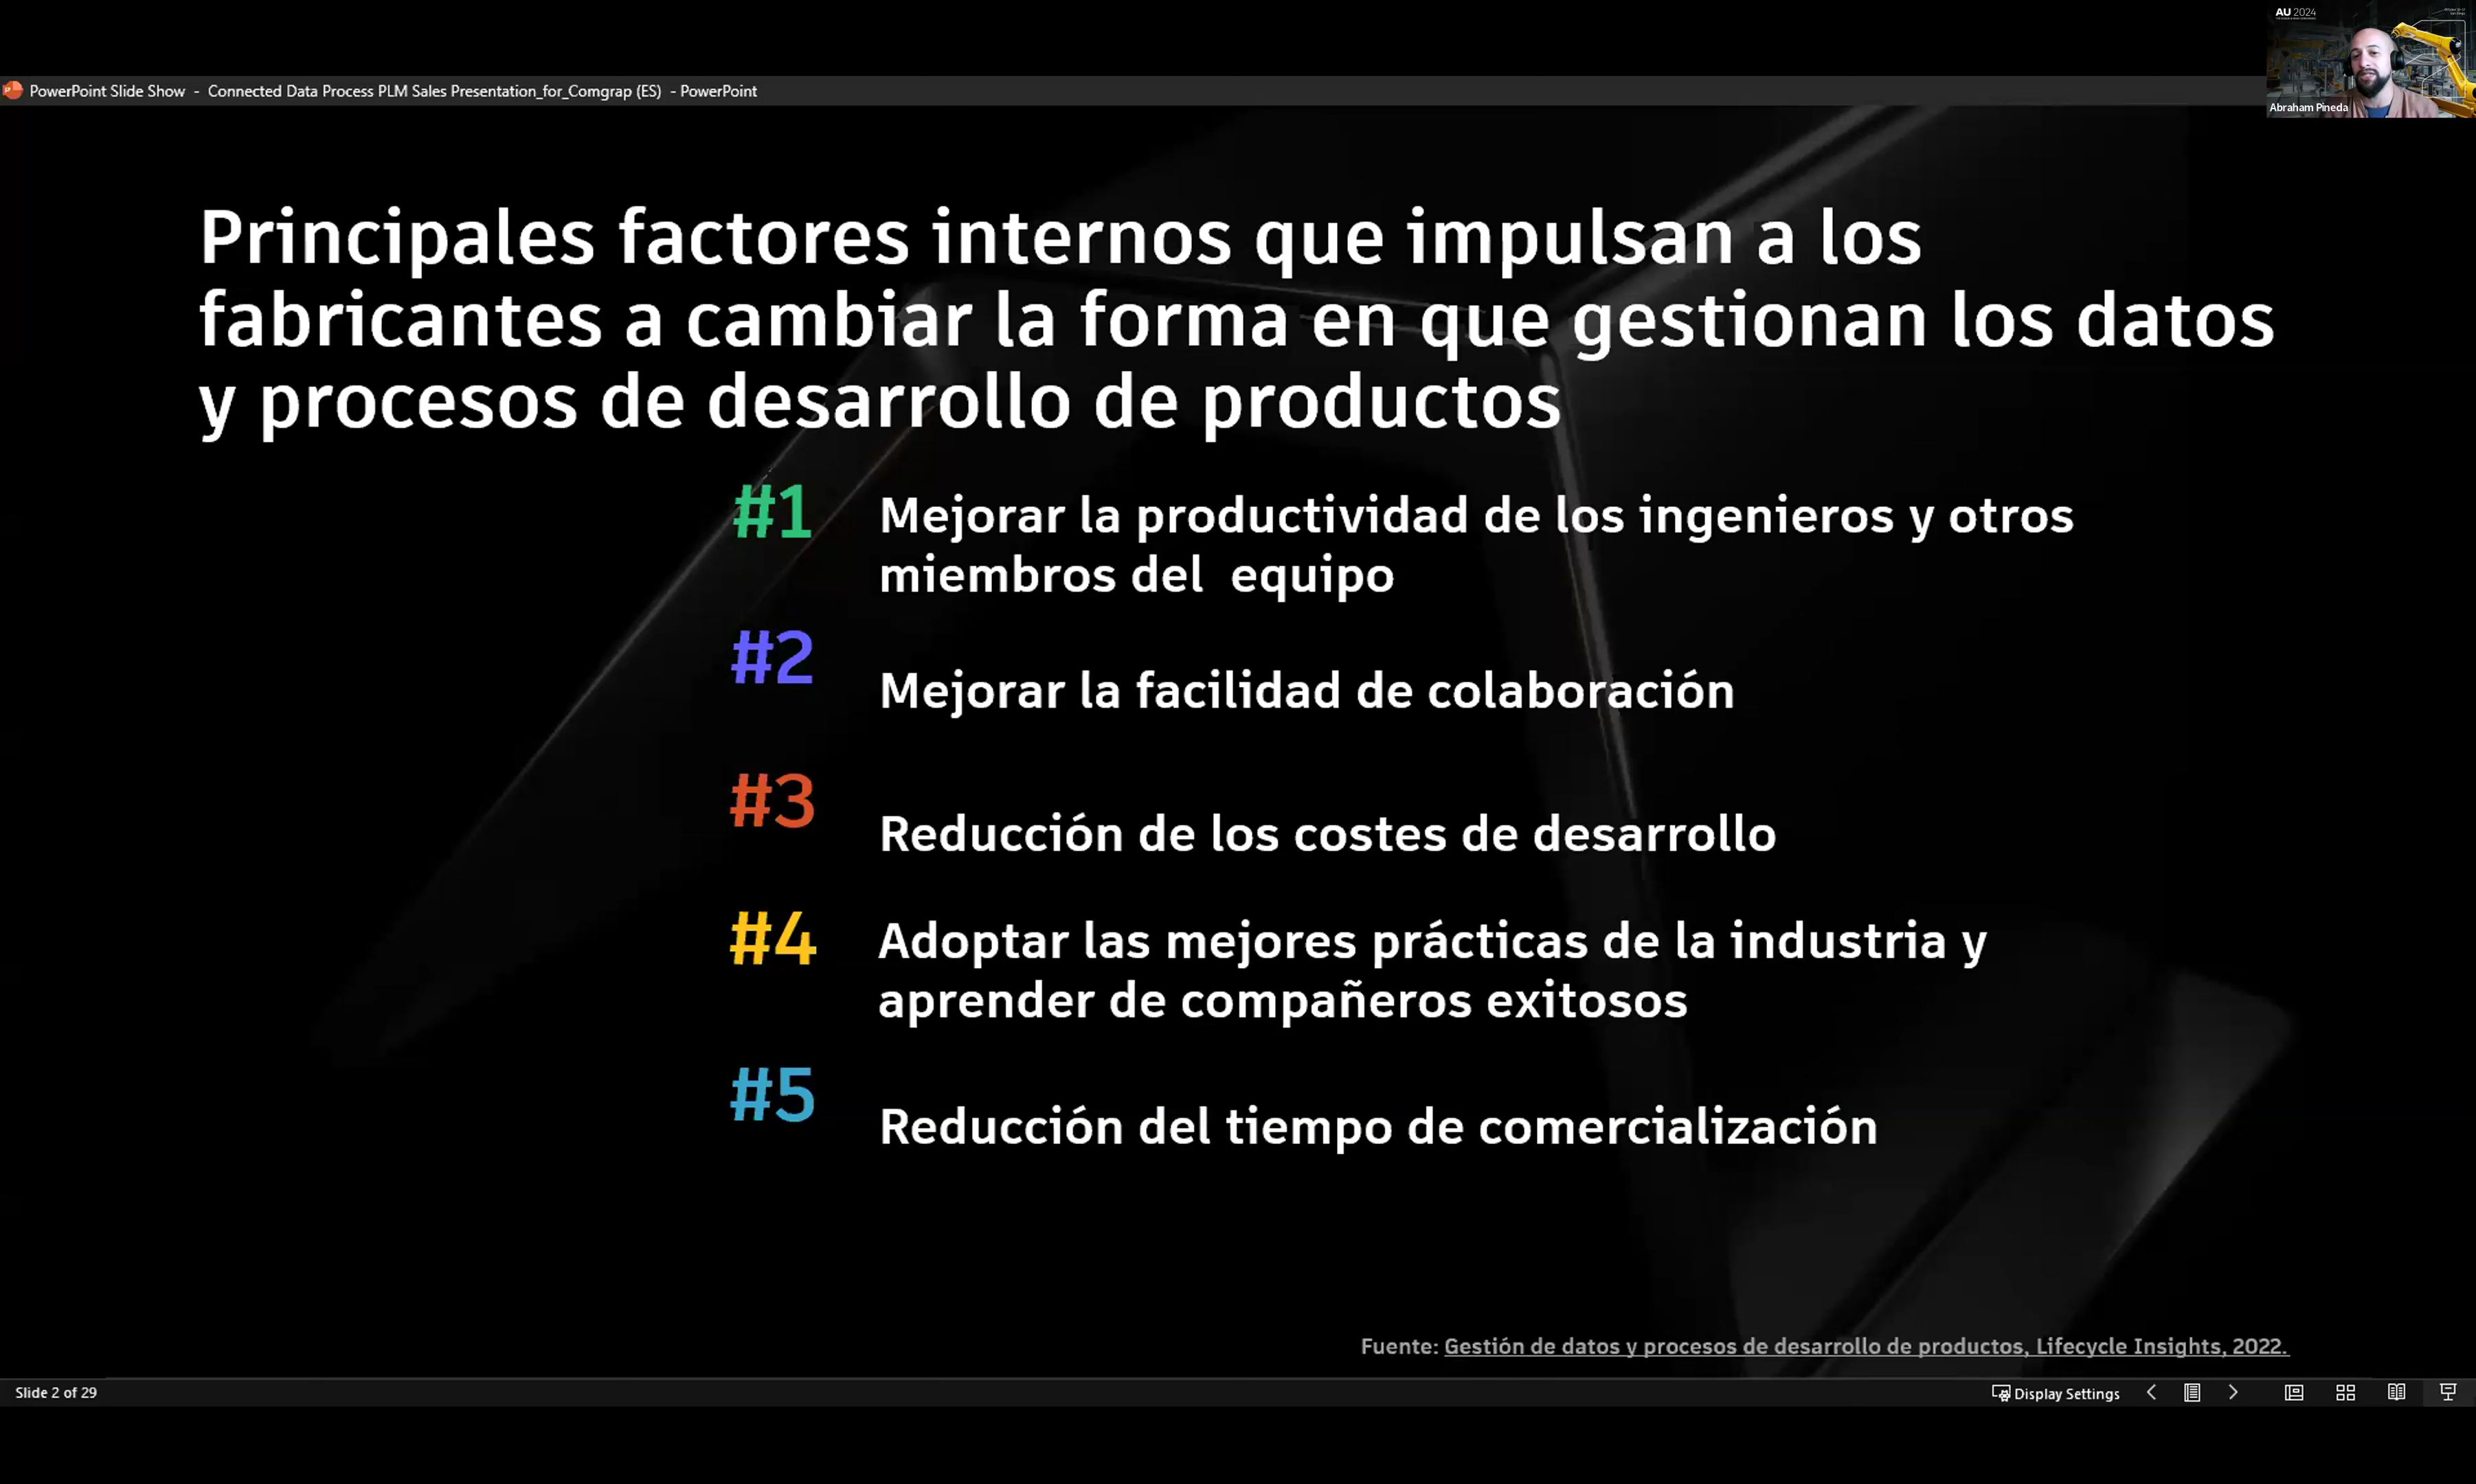 AU 2024
Abraham Pineda
PowerPoint Slide Show - Connected Data Process PLM Sales Presentation_for_Comgrap (ES) - PowerPoint
Principales factores internos que impulsan a los
fabricantes a cambiar la forma en que gestionan los datos
y procesos de desarrollo de productos
#1 Mejorar la productividad de los ingenieros y otros
miembros del equipo
#2 Mejorar la facilidad de colaboración
#3 Reducción de los costes de desarrollo
#4 Adoptar las mejores prácticas de la industria y
aprender de compañeros exitosos
#5 Reducción del tiempo de comercialización
Fuente: Gestión de datos y procesos de desarrollo de productos, Lifecycle Insights, 2022.
Slide 2 of 29
Display Settings